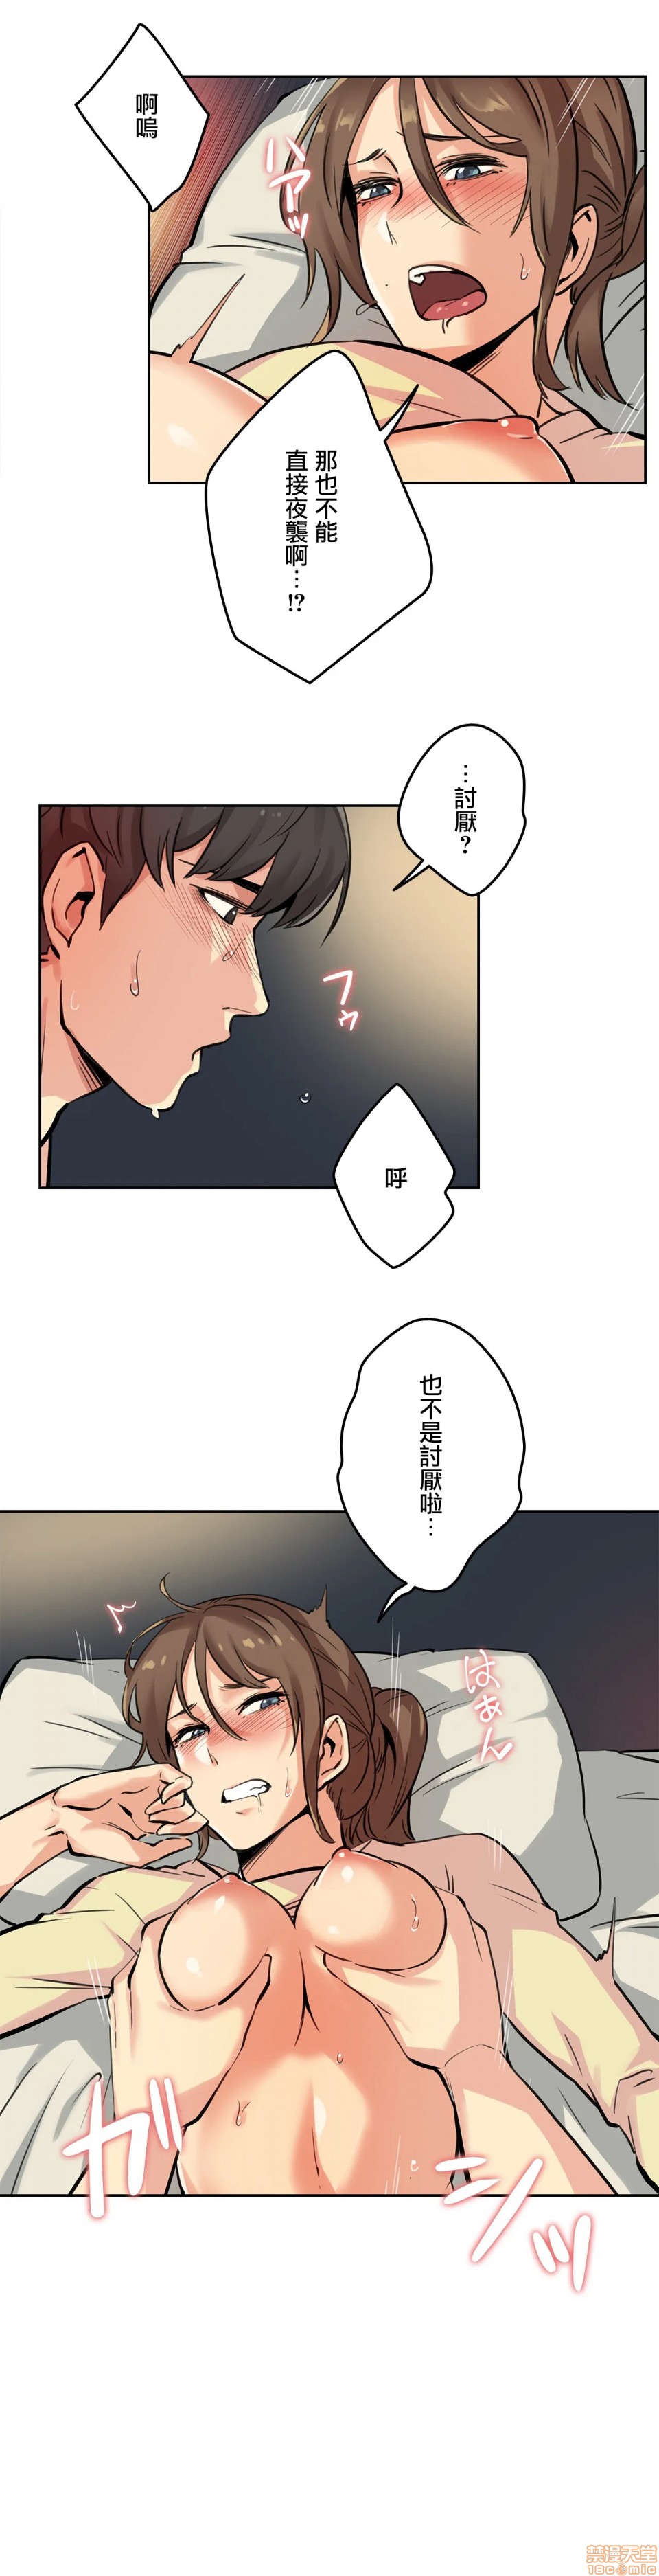 啊
嗚
ハァッ
那也不能
直接夜襲啊…!?
…討厭?
フゥ
呼
也不是討厭啦…
はぁん
ガシッ
禁漫天堂
18comic